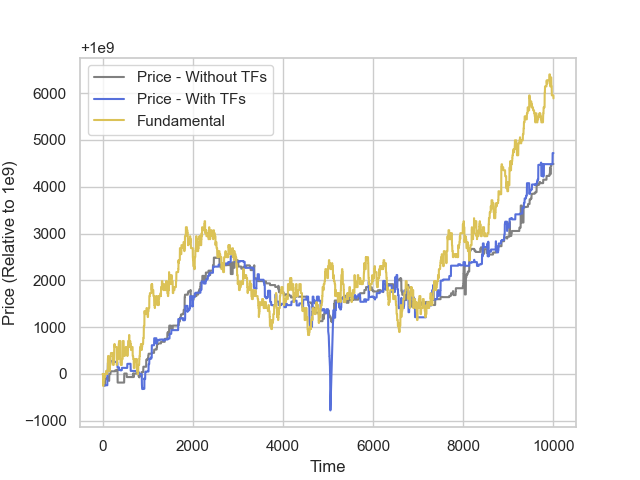 +1e9
Price - Without TFs
Price - With TFs
Fundamental
6000
5000
4000
3000
2000
1000
0
−1000
Price (Relative to 1e9)
0 2000 4000 6000 8000 10000
Time